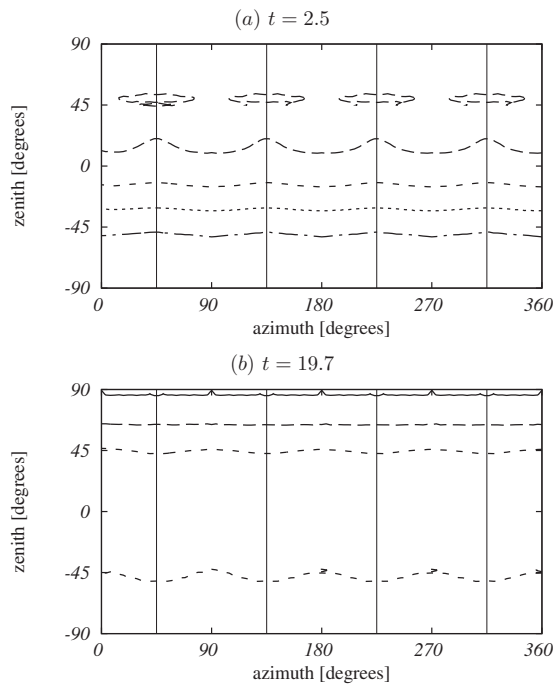 (a) t = 2.5
90
45
0
-45
-90
zenith [degrees]
0 90 180 270 360
azimuth [degrees]
(b) t = 19.7
90
45
0
-45
-90
zenith [degrees]
0 90 180 270 360
azimuth [degrees]